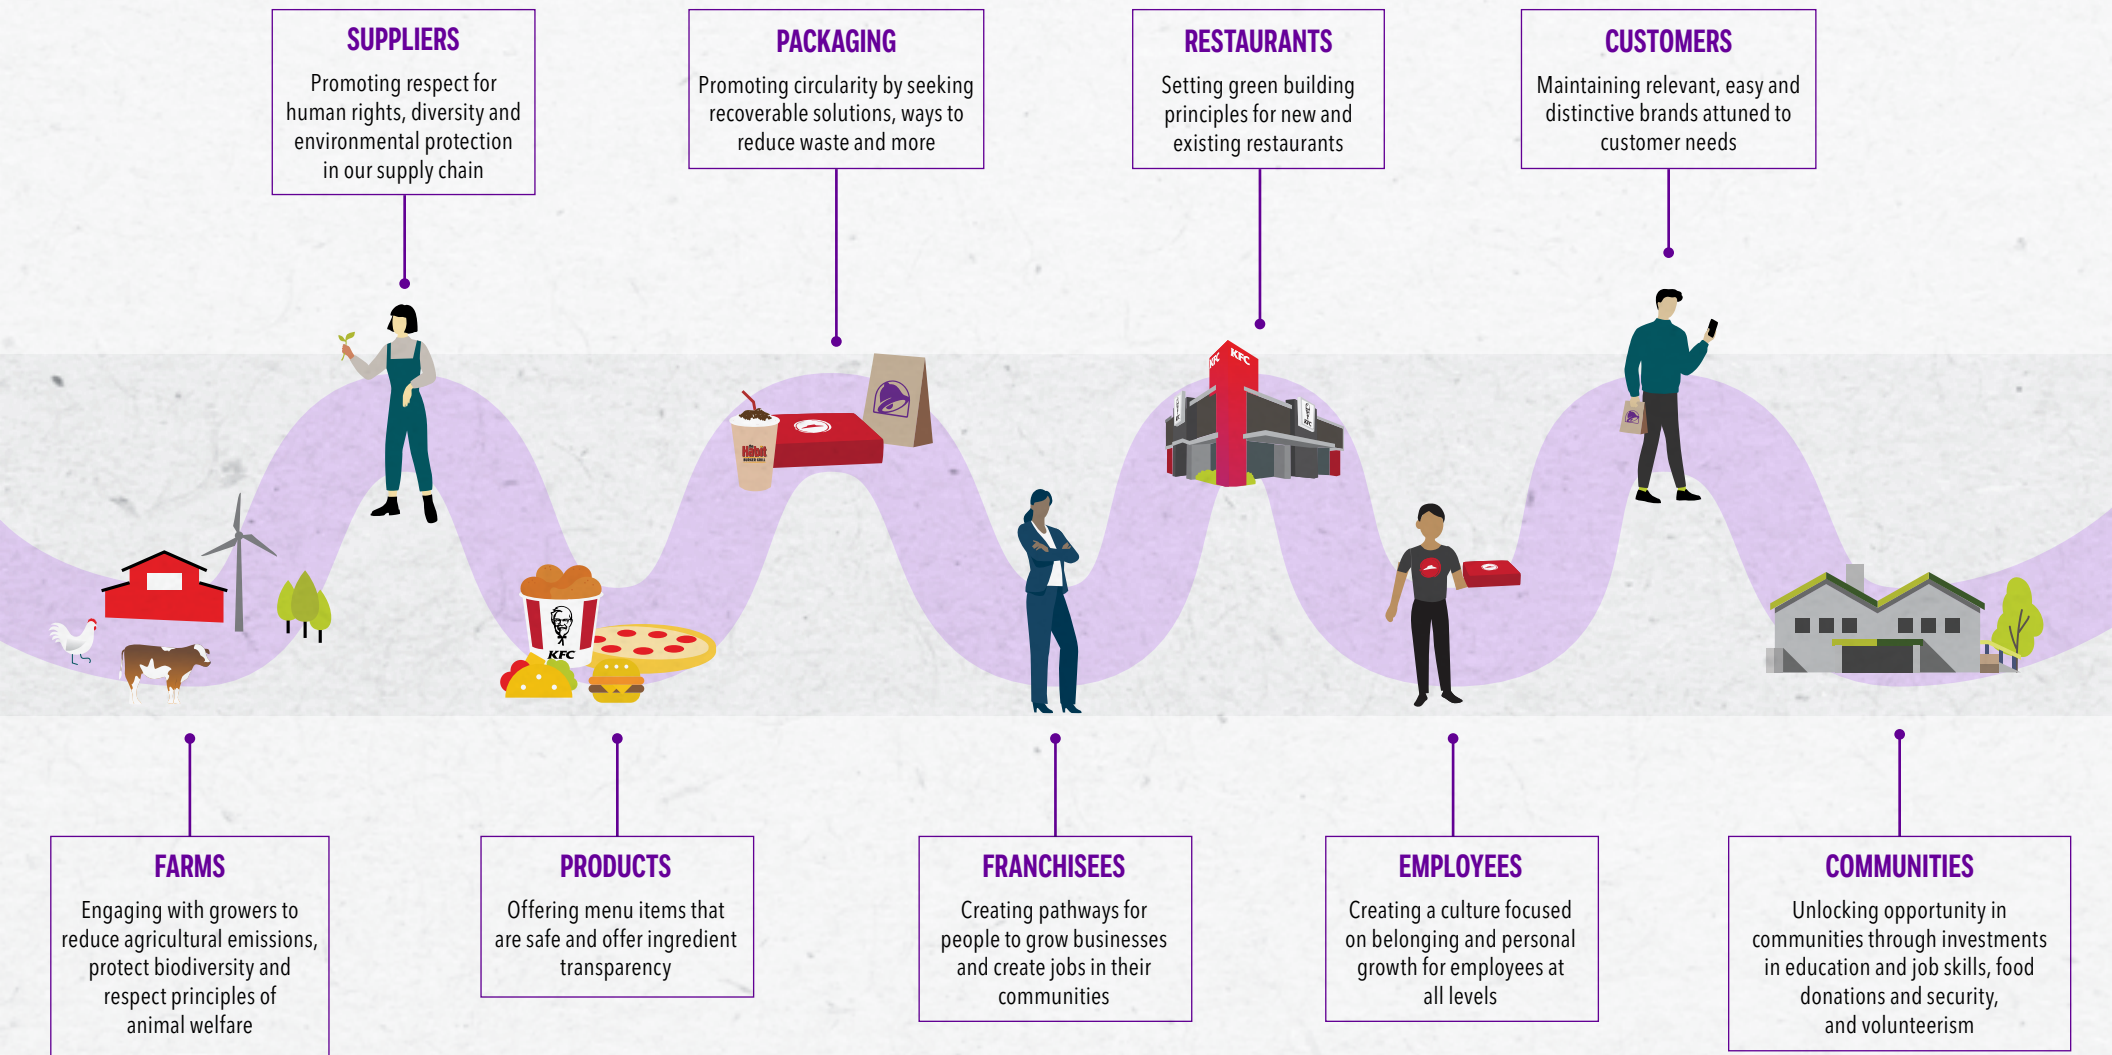 SUPPLIERS
Promoting respect for
human rights, diversity and
environmental protection
in our supply chain
PACKAGING
Promoting circularity by seeking
recoverable solutions, ways to
reduce waste and more
RESTAURANTS
Setting green building
principles for new and
existing restaurants
CUSTOMERS
Maintaining relevant, easy and
distinctive brands attuned to
customer needs
KFC
KFC
KFC
KFC
Habit
BURGER GRILL
KFC
FARMS
Engaging with growers to
reduce agricultural emissions,
protect biodiversity and
respect principles of
animal welfare
PRODUCTS
Offering menu items that
are safe and offer ingredient
transparency
FRANCHISEES
Creating pathways for
people to grow businesses
and create jobs in their
communities
EMPLOYEES
Creating a culture focused
on belonging and personal
growth for employees at
all levels
COMMUNITIES
Unlocking opportunity in
communities through investments
in education and job skills, food
donations and security,
and volunteerism